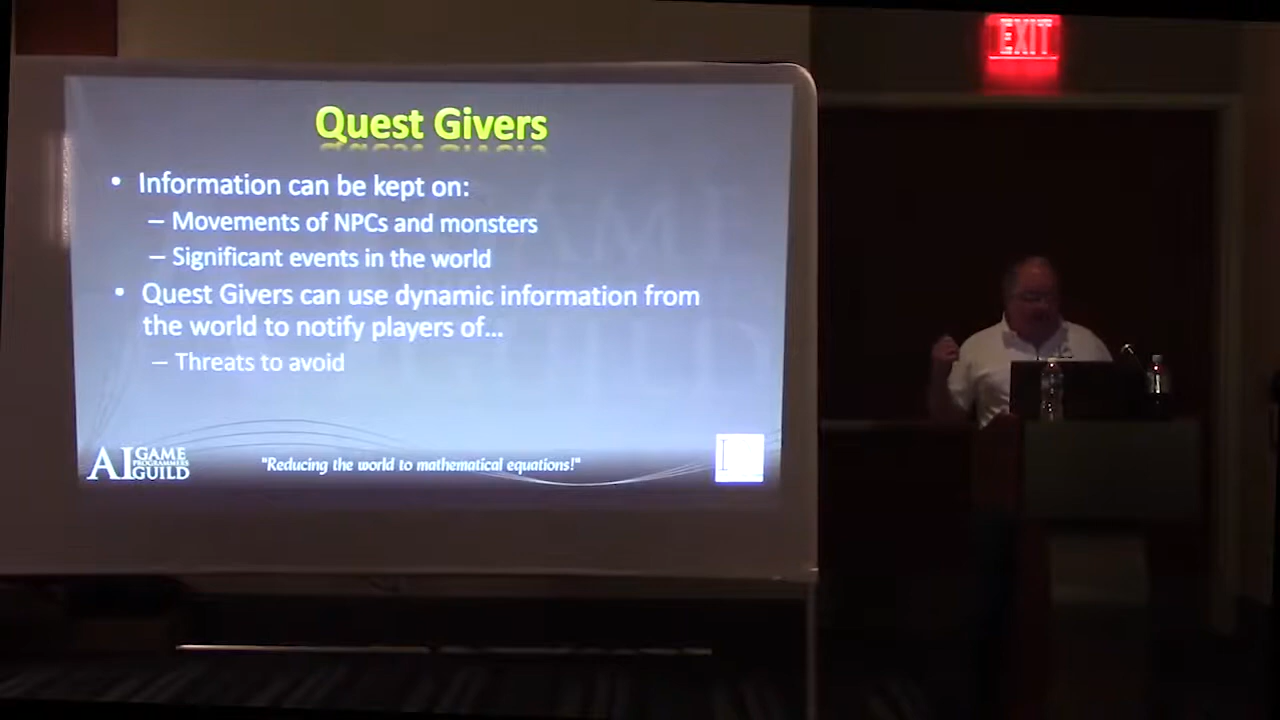 EXIT
Quest Givers
• Information can be kept on:
– Movements of NPCs and monsters
– Significant events in the world
• Quest Givers can use dynamic information from
the world to notify players of...
– Threats to avoid
AI GAME
PROGRAMMERS
GUILD
"Reducing the world to mathematical equations!"